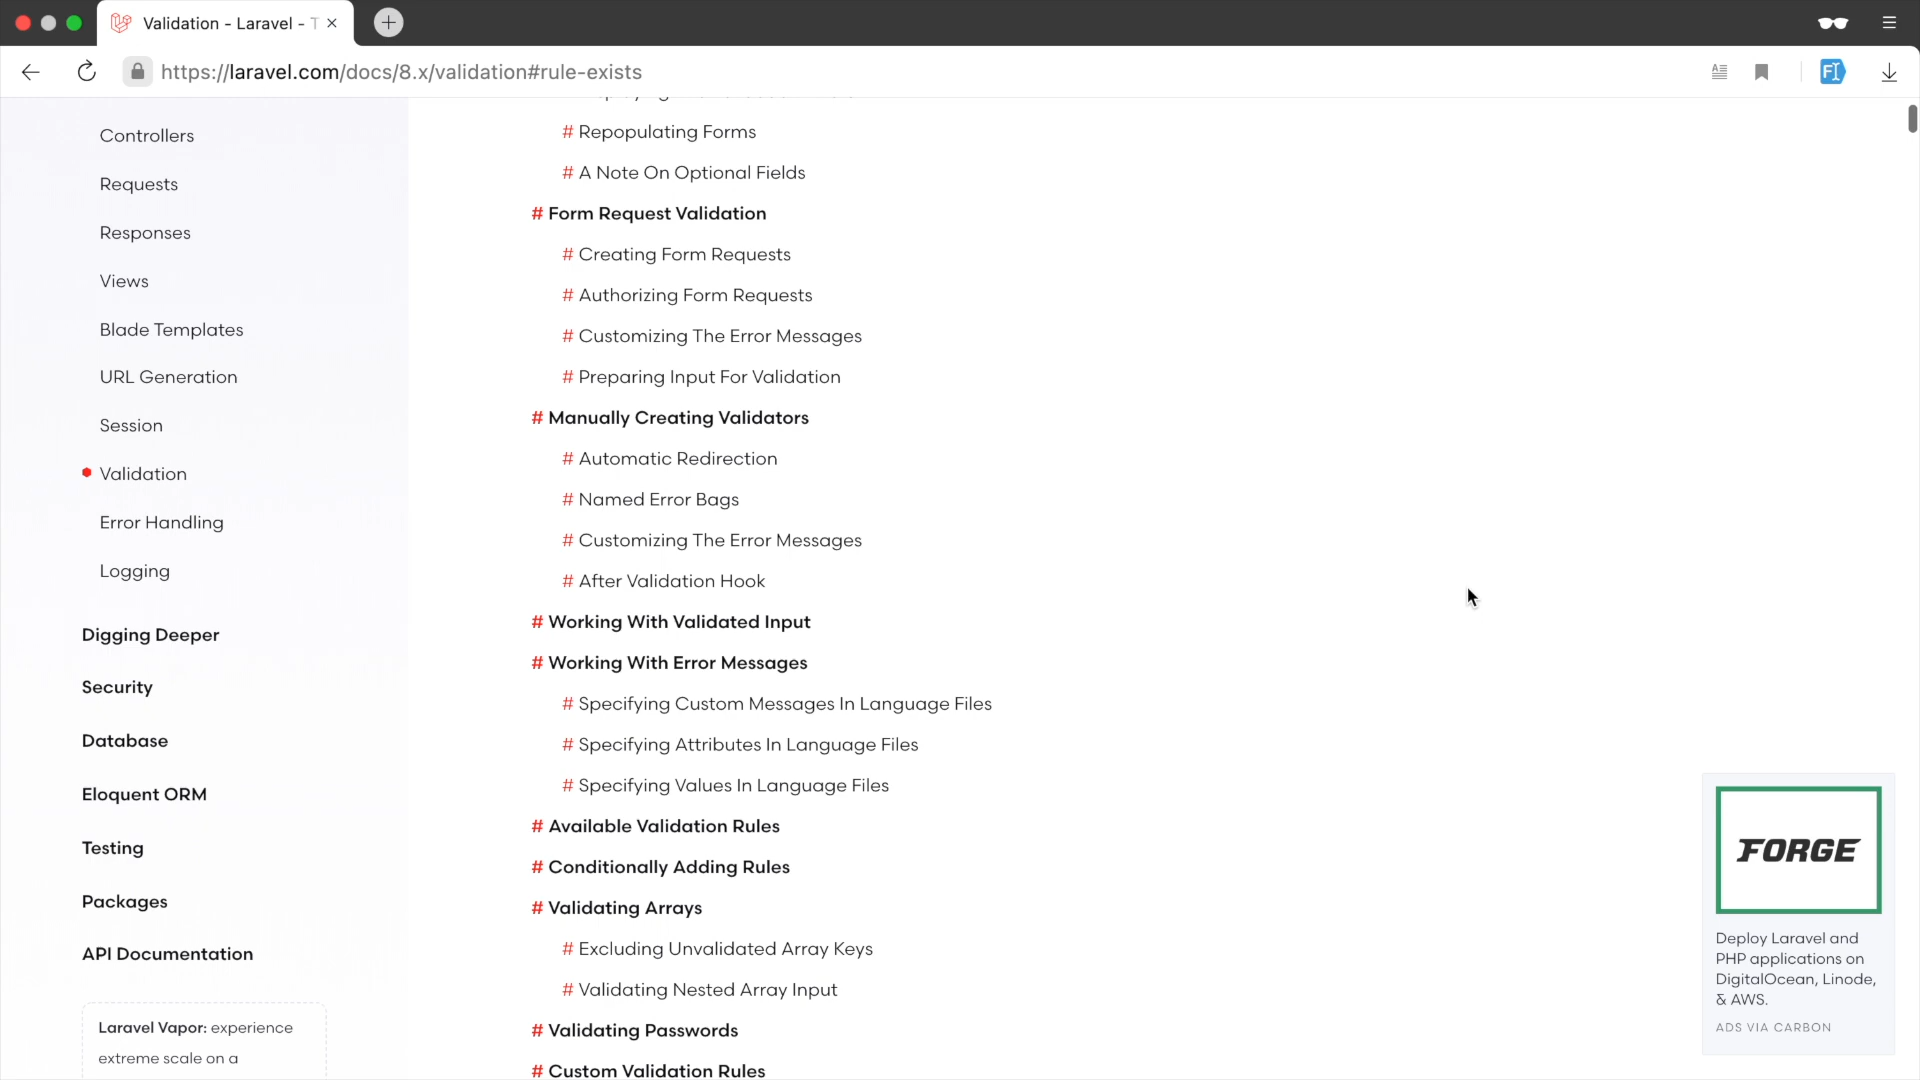 Validation - Laravel - T
https://laravel.com/docs/8.x/validation#rule-exists
Controllers
Requests
Responses
Views
Blade Templates
URL Generation
Session
Validation
Error Handling
Logging
Digging Deeper
Security
Database
Eloquent ORM
Testing
Packages
API Documentation
Laravel Vapor: experience
extreme scale on a
# Repopulating Forms
# A Note On Optional Fields
# Form Request Validation
# Creating Form Requests
# Authorizing Form Requests
# Customizing The Error Messages
# Preparing Input For Validation
# Manually Creating Validators
# Automatic Redirection
# Named Error Bags
# Customizing The Error Messages
# After Validation Hook
# Working With Validated Input
# Working With Error Messages
# Specifying Custom Messages In Language Files
# Specifying Attributes In Language Files
# Specifying Values In Language Files
# Available Validation Rules
# Conditionally Adding Rules
# Validating Arrays
# Excluding Unvalidated Array Keys
# Validating Nested Array Input
# Validating Passwords
# Custom Validation Rules
FORGE
Deploy Laravel and
PHP applications on
DigitalOcean, Linode,
& AWS.
ADS VIA CARBON